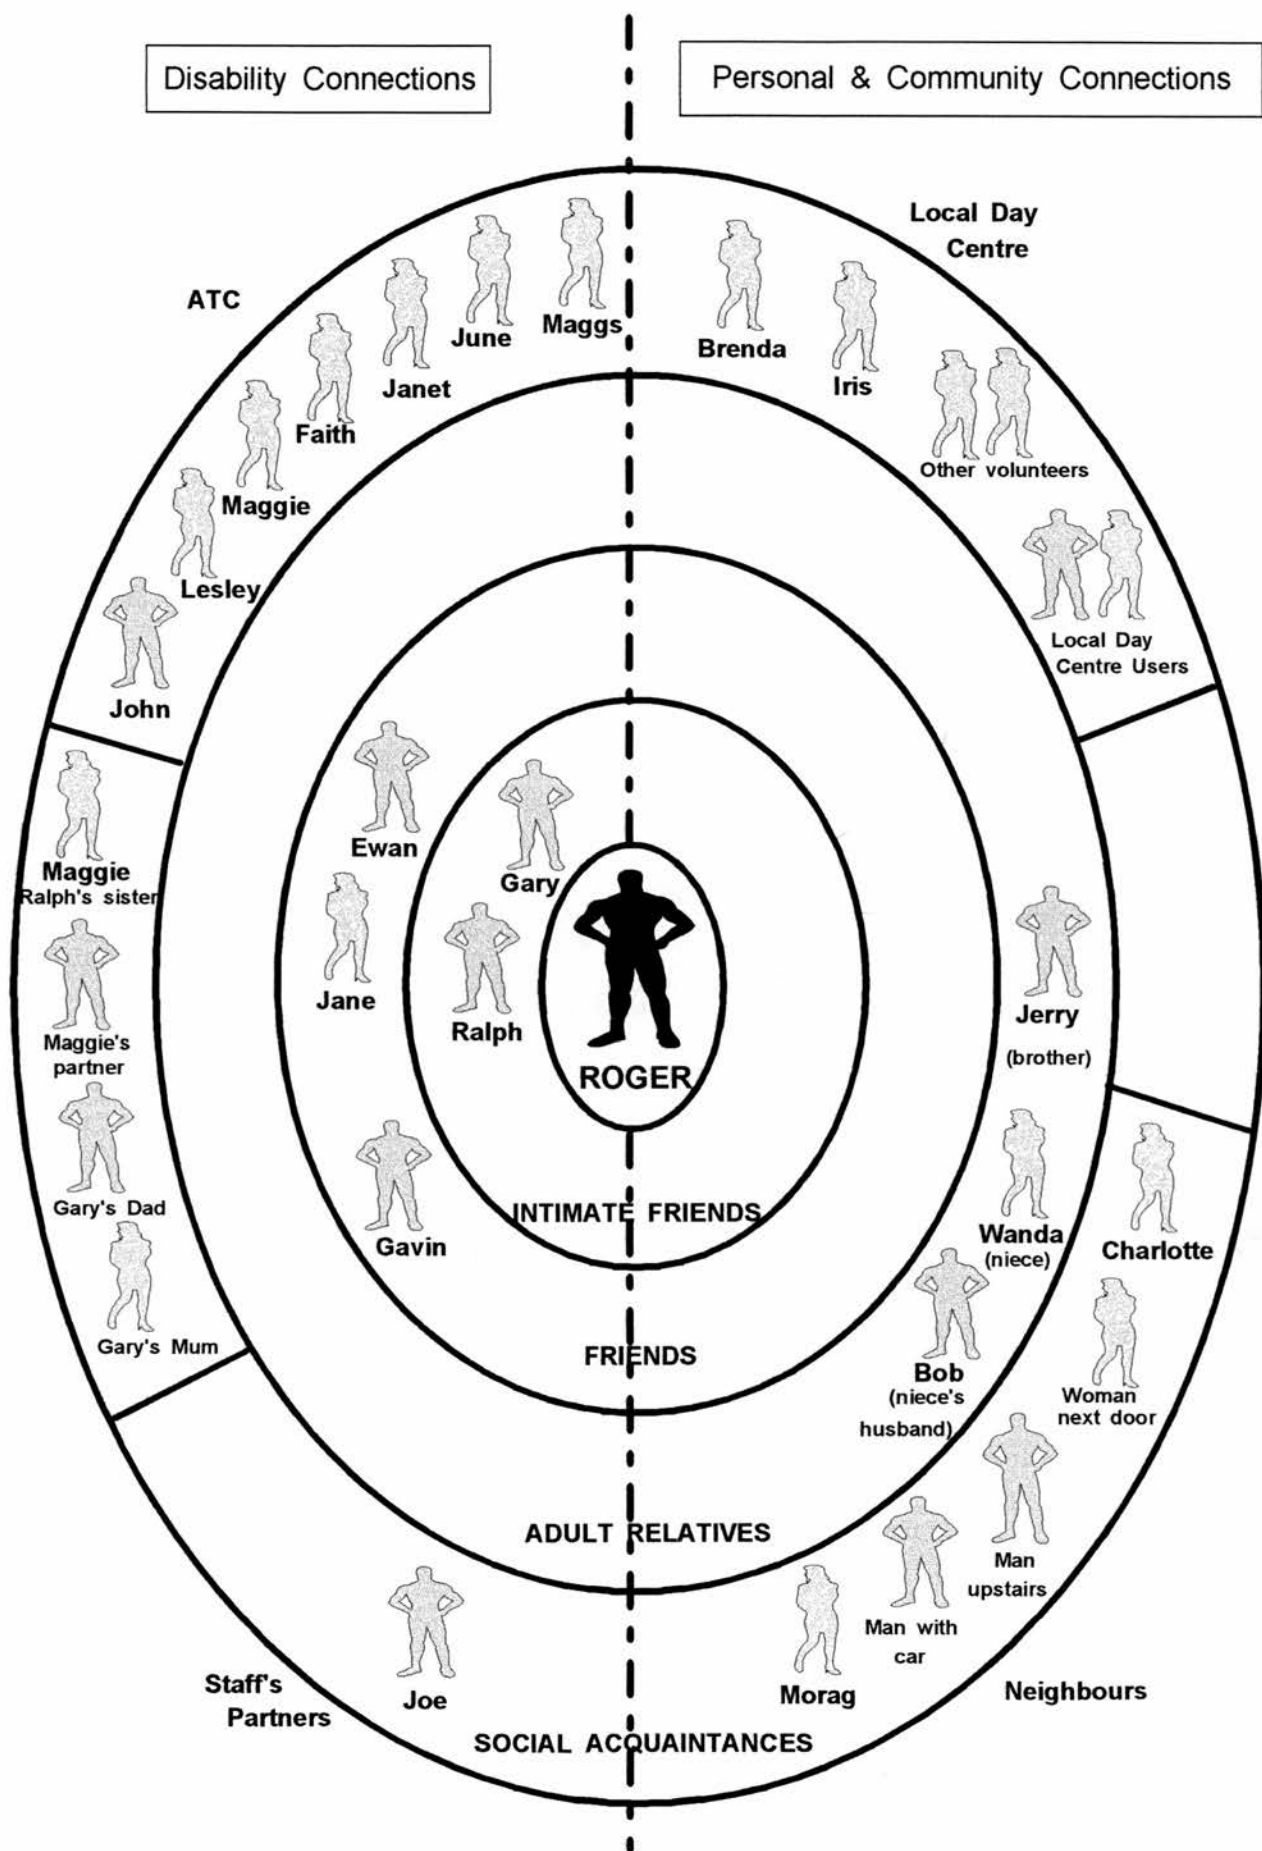 Disability Connections
Personal & Community Connections
Local Day
Centre
ATC
Maggs
June
Janet
Faith
Maggie
Lesley
John
Brenda
Iris
Other volunteers
Local Day
Centre Users
Maggie
Ralph's sister
Maggie's
partner
Gary's Dad
Gary's Mum
Ewan
Jane
Gavin
Gary
Ralph
ROGER
INTIMATE FRIENDS
FRIENDS
ADULT RELATIVES
Jerry
(brother)
Wanda
(niece)
Bob
(niece's
husband)
Charlotte
Woman
next door
Man
upstairs
Man with
car
Morag
Neighbours
Staff's
Partners
Joe
SOCIAL ACQUAINTANCES